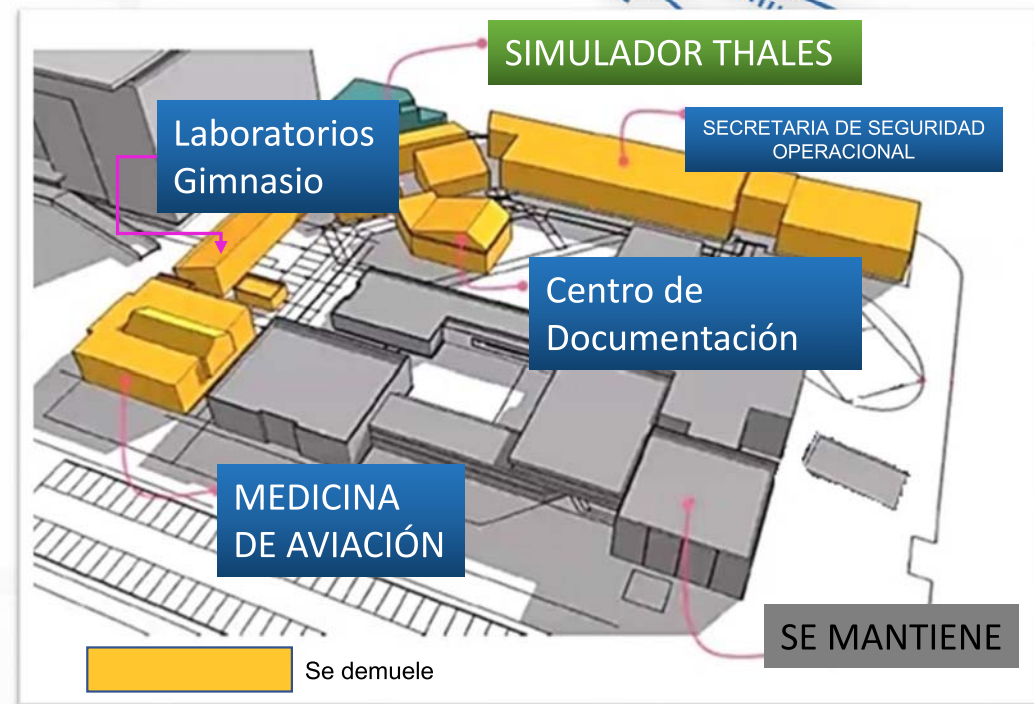 SIMULADOR THALES
Laboratorios
Gimnasio
SECRETARIA DE SEGURIDAD
OPERACIONAL
Centro de
Documentación
MEDICINA
DE AVIACIÓN
SE MANTIENE
Se demuele